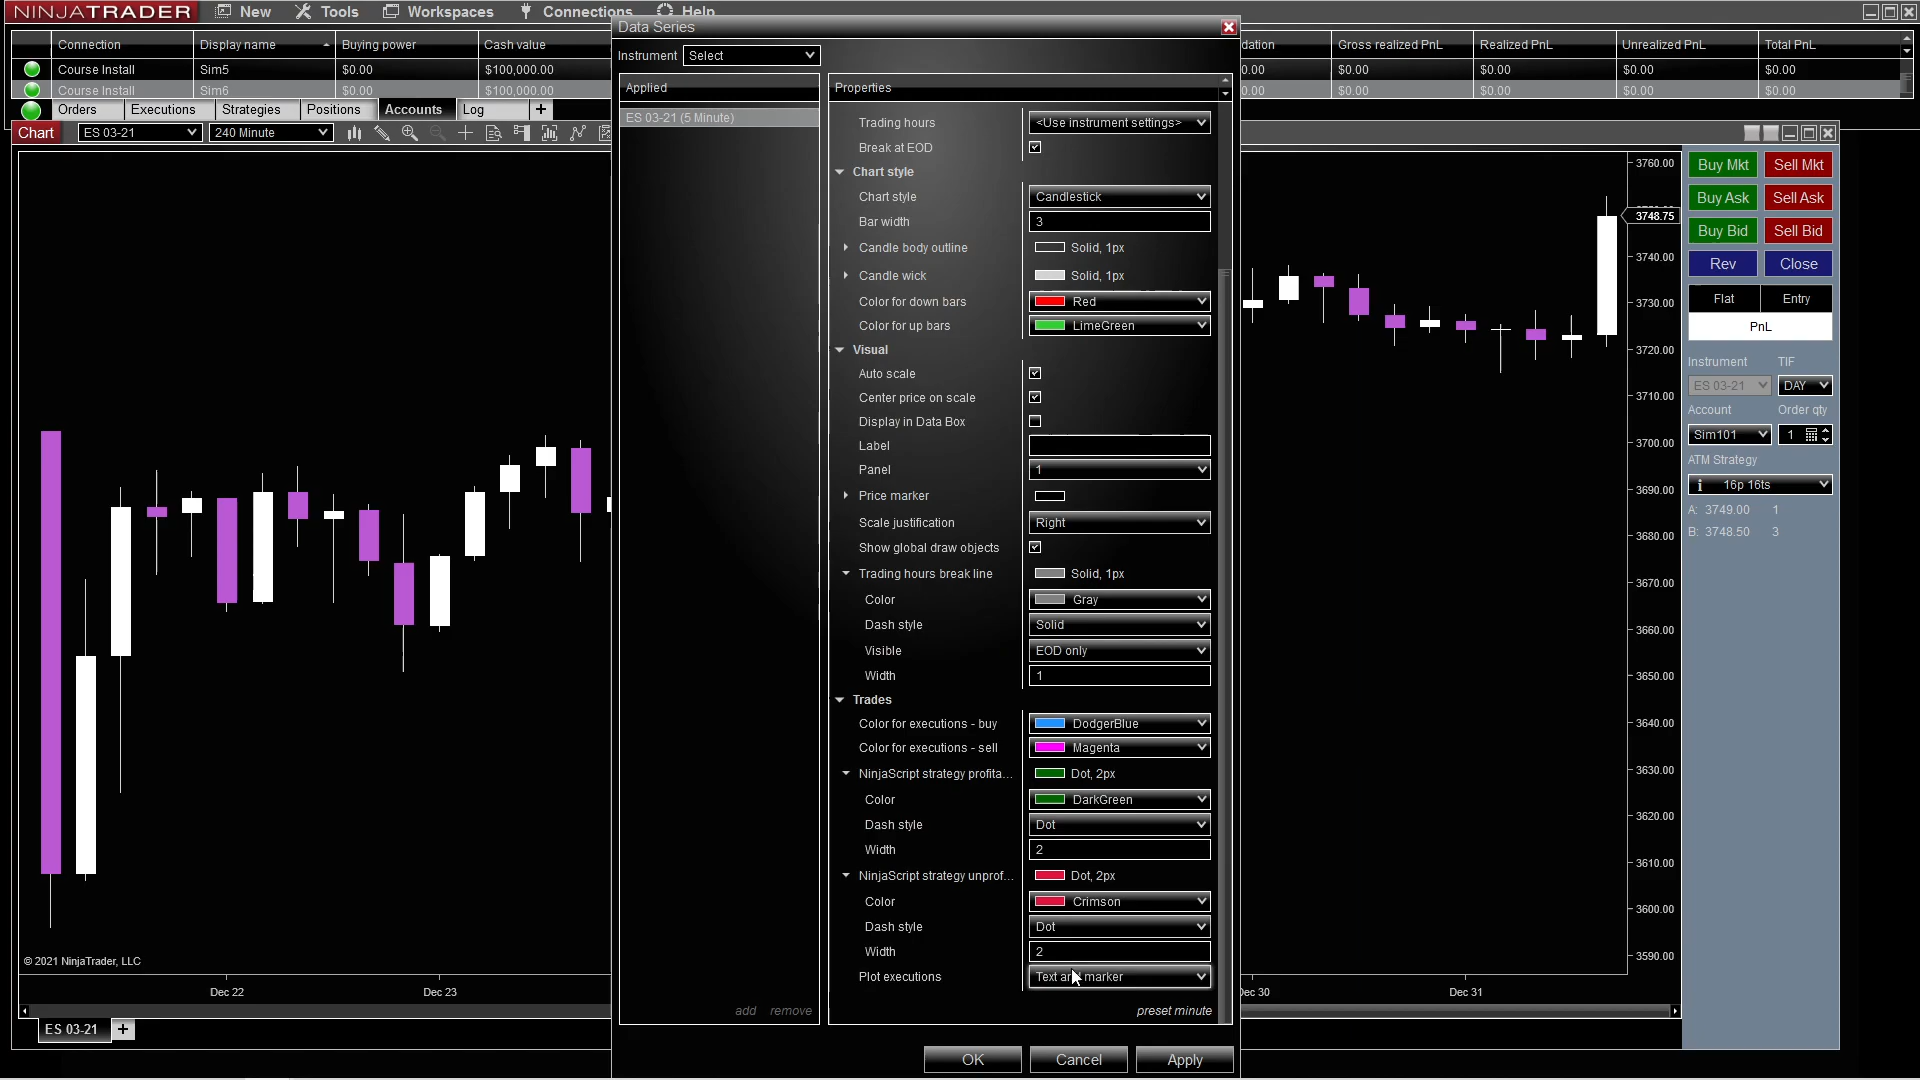 NINJATRADER New Tools Workspaces Connections Help
Data Series
Connection Display name Buying power Cash value Gross realized PnL Realized PnL Unrealized PnL Total PnL
Course Install Sim5 $0.00 $100,000.00 $0.00 $0.00 $0.00 $0.00
Course Install Sim6 $0.00 $100,000.00 $0.00 $0.00 $0.00 $0.00
Orders Executions Strategies Positions Accounts Log +
Chart ES 03-21 240 Minute
Instrument Select
Applied
ES 03-21 (5 Minute)
add remove
Properties
Trading hours <Use instrument settings>
Break at EOD
Chart style
Chart style Candlestick
Bar width 3
Candle body outline Solid, 1px
Candle wick Solid, 1px
Color for down bars Red
Color for up bars LimeGreen
Visual
Auto scale
Center price on scale
Display in Data Box
Label
Panel 1
Price marker
Scale justification Right
Show global draw objects
Trading hours break line Solid, 1px
Color Gray
Dash style Solid
Visible EOD only
Width 1
Trades
Color for executions - buy DodgerBlue
Color for executions - sell Magenta
NinjaScript strategy profita... Dot, 2px
Color DarkGreen
Dash style Dot
Width 2
NinjaScript strategy unprof... Dot, 2px
Color Crimson
Dash style Dot
Width 2
Plot executions Text and marker
preset minute
OK Cancel Apply
3760.00
3748.75
3740.00
3730.00
3720.00
3710.00
3700.00
3690.00
3680.00
3670.00
3660.00
3650.00
3640.00
3630.00
3620.00
3610.00
3600.00
3590.00
Buy Mkt Sell Mkt
Buy Ask Sell Ask
Buy Bid Sell Bid
Rev Close
Flat Entry
PnL
Instrument TIF
ES 03-21 DAY
Account Order qty
Sim101 1
ATM Strategy
16p 16ts
A: 3749.00 1
B: 3748.50 3
© 2021 NinjaTrader, LLC
Dec 22 Dec 23 Dec 30 Dec 31
ES 03-21 +